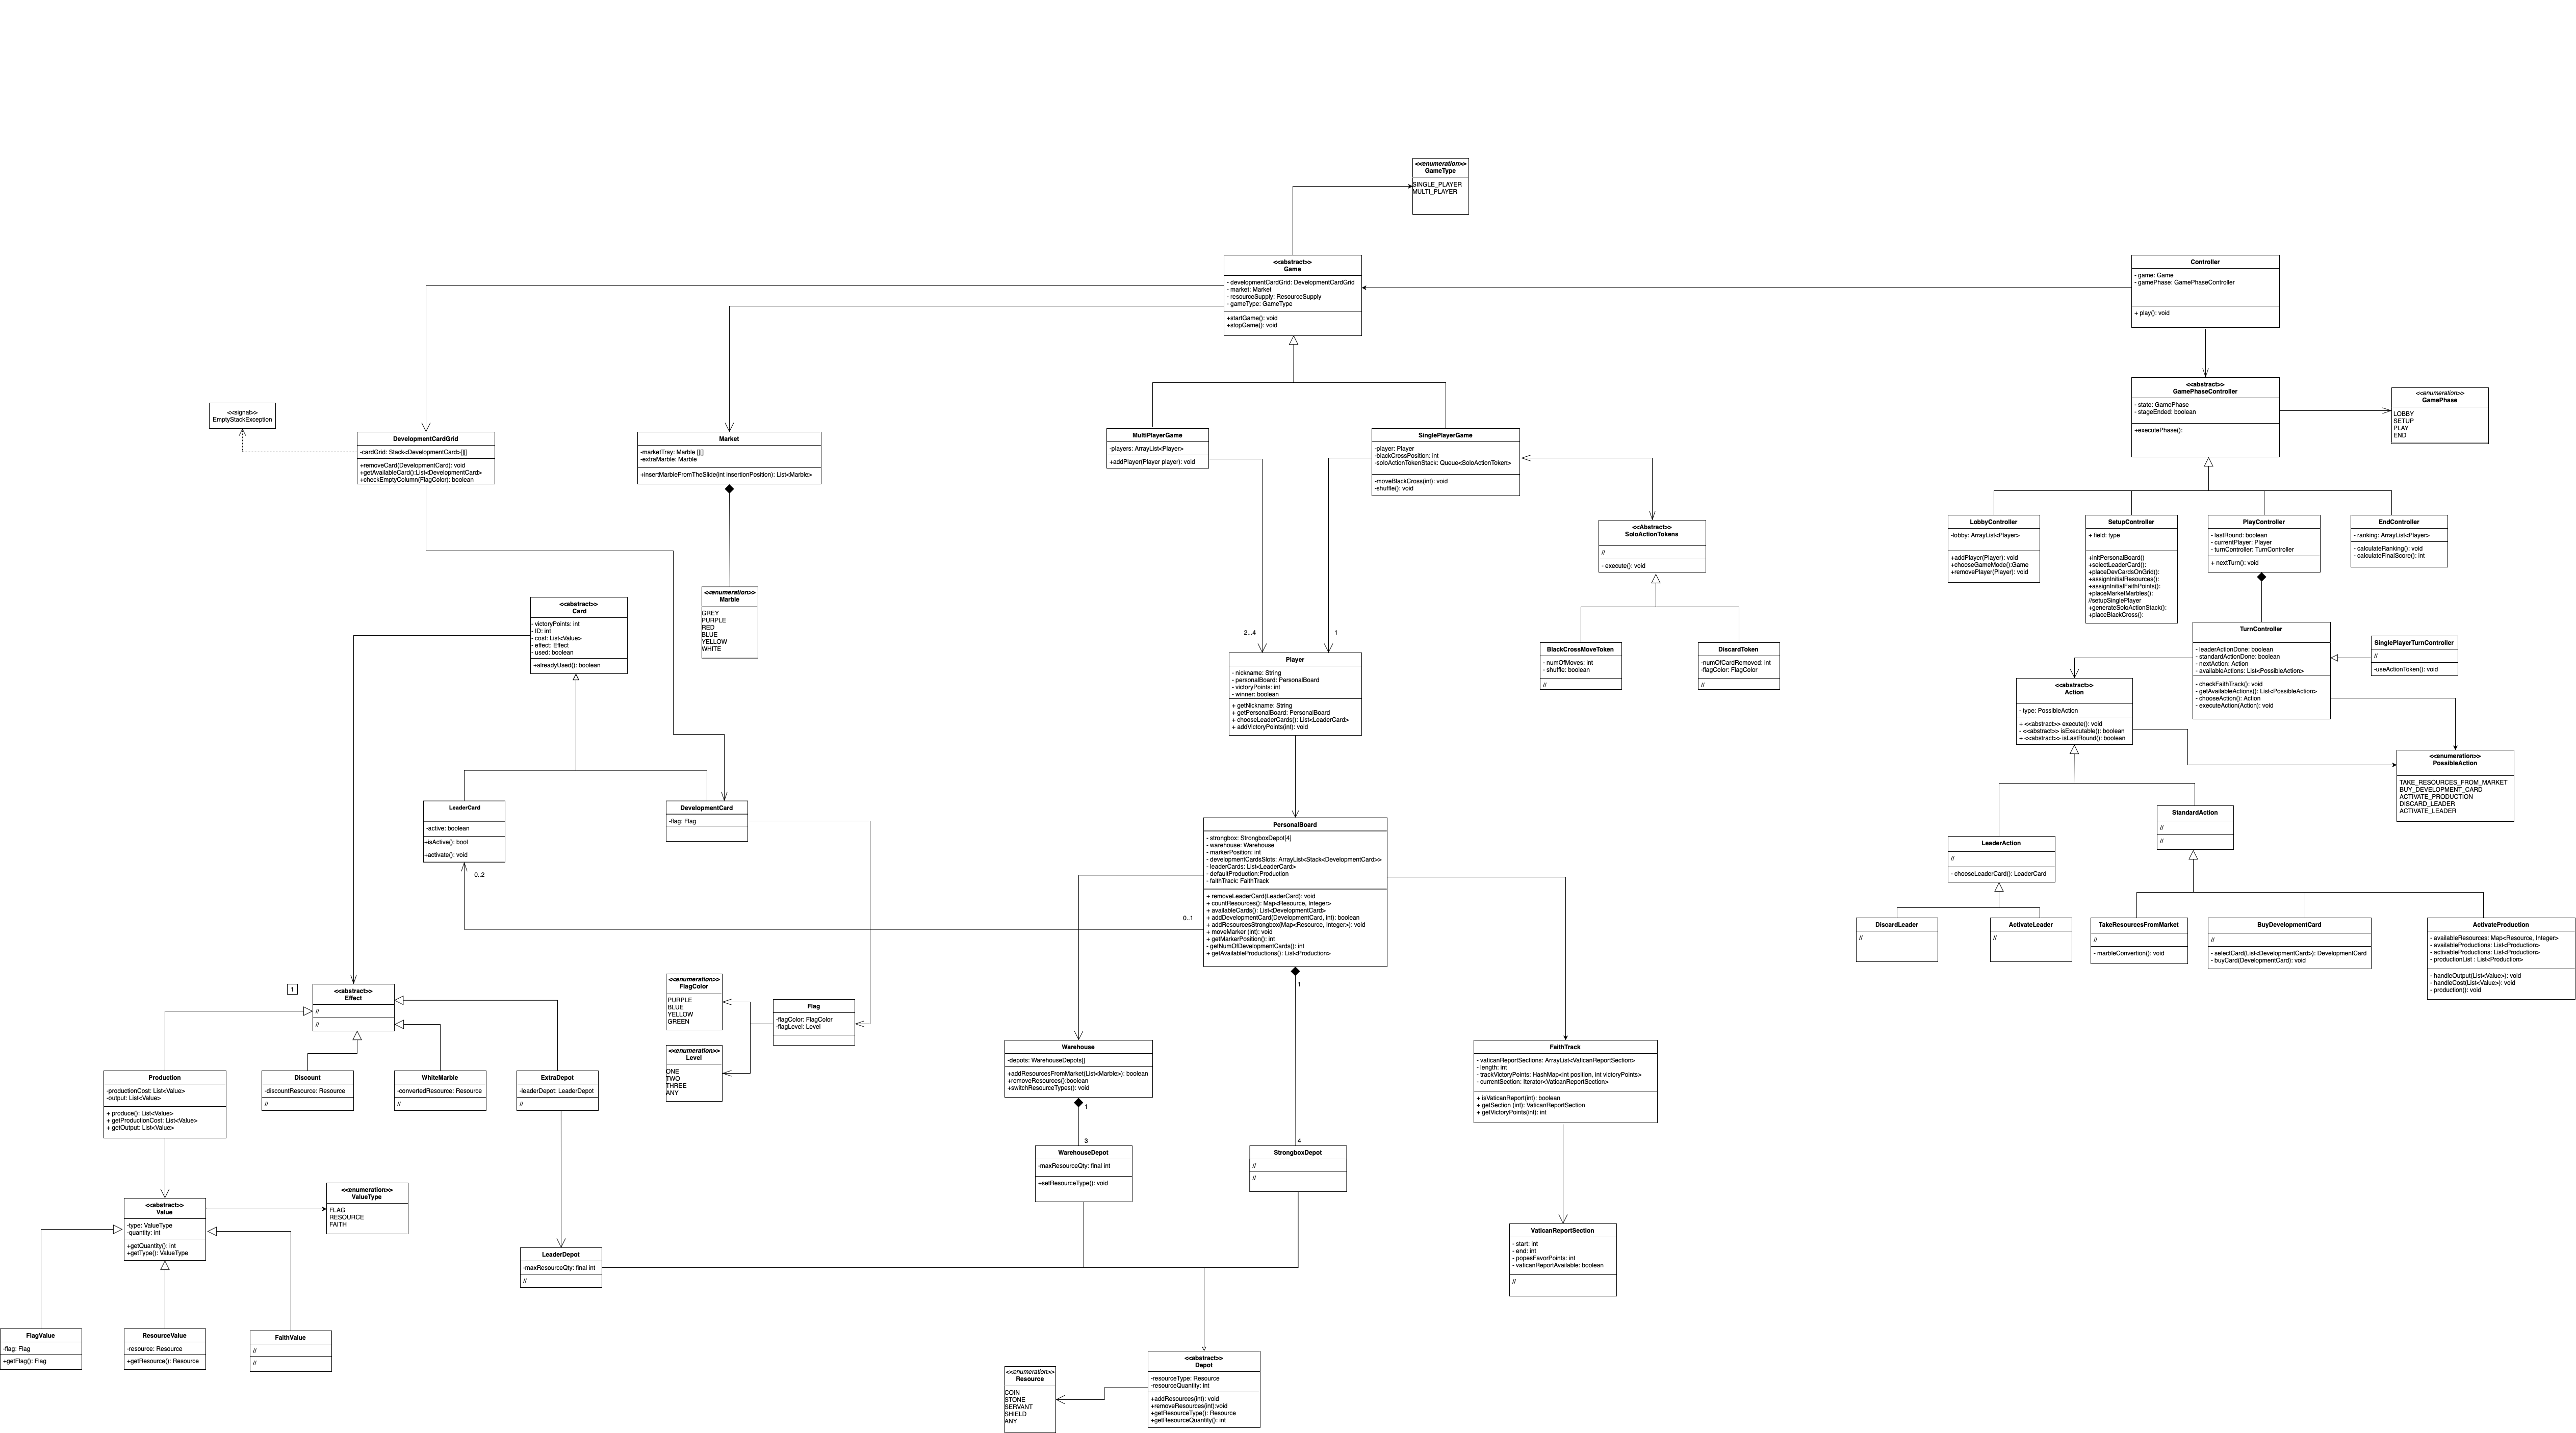 <<enumeration>>
GameType
SINGLE_PLAYER
MULTI_PLAYER
<<abstract>>
Game
- developmentCardGrid: DevelopmentCardGrid
- market: Market
- resourceSupply: ResourceSupply
- gameType: GameType
+startGame(): void
+stopGame(): void
Controller
- game: Game
- gamePhase: GamePhaseController
+ play(): void
<<abstract>>
GamePhaseController
- state: GamePhase
- stageEnded: boolean
+executePhase():
<<enumeration>>
GamePhase
LOBBY
SETUP
PLAY
END
<<signal>>
EmptyStackException
DevelopmentCardGrid
-cardGrid: Stack<DevelopmentCard>[][]
+removeCard(DevelopmentCard): void
+getAvailableCard():List<DevelopmentCard>
+checkEmptyColumn(FlagColor): boolean
Market
-marketTray: Marble [][]
-extraMarble: Marble
+insertMarbleFromTheSlide(int insertionPosition): List<Marble>
MultiPlayerGame
-players: ArrayList<Player>
+addPlayer(Player player): void
SinglePlayerGame
-player: Player
-blackCrossPosition: int
-soloActionTokenStack: Queue<SoloActionToken>
-moveBlackCross(int): void
-shuffle(): void
<<Abstract>>
SoloActionTokens
//
- execute(): void
LobbyController
-lobby: ArrayList<Player>
+addPlayer(Player): void
+chooseGameMode():Game
+removePlayer(Player): void
SetupController
+ field: type
+initPersonalBoard()
+selectLeaderCard():
+placeDevCardsOnGrid():
+assignInitialResources():
+assignInitialFaithPoints():
+placeMarketMarbles():
//setupSinglePlayer
+generateSoloActionStack():
+placeBlackCross():
PlayController
- lastRound: boolean
- currentPlayer: Player
- turnController: TurnController
+ nextTurn(): void
EndController
- ranking: ArrayList<Player>
- calculateRanking(): void
- calculateFinalScore(): int
<<enumeration>>
Marble
GREY
PURPLE
RED
BLUE
YELLOW
WHITE
<<abstract>>
Card
- victoryPoints: int
- ID: int
- cost: List<Value>
- effect: Effect
- used: boolean
+alreadyUsed(): boolean
2...4
1
Player
- nickname: String
- personalBoard: PersonalBoard
- victoryPoints: int
- winner: boolean
+ getNickname: String
+ getPersonalBoard: PersonalBoard
+ chooseLeaderCards(): List<LeaderCard>
+ addVictoryPoints(int): void
BlackCrossMoveToken
- numOfMoves: int
- shuffle: boolean
//
DiscardToken
-numOfCardRemoved: int
-flagColor: FlagColor
//
TurnController
- leaderActionDone: boolean
- standardActionDone: boolean
- nextAction: Action
- availableActions: List<PossibleAction>
- checkFaithTrack(): void
- getAvailableActions(): List<PossibleAction>
- chooseAction(): Action
- executeAction(Action): void
SinglePlayerTurnController
//
-useActionToken(): void
<<abstract>>
Action
- type: PossibleAction
+ <<abstract>> execute(): void
- <<abstract>> isExecutable(): boolean
+ <<abstract>> isLastRound(): boolean
<<enumeration>>
PossibleAction
TAKE_RESOURCES_FROM_MARKET
BUY_DEVELOPMENT_CARD
ACTIVATE_PRODUCTION
DISCARD_LEADER
ACTIVATE_LEADER
LeaderCard
-active: boolean
+isActive(): bool
+activate(): void
0..2
DevelopmentCard
-flag: Flag
PersonalBoard
- strongbox: StrongboxDepot[4]
- warehouse: Warehouse
- markerPosition: int
- developmentCardsSlots: ArrayList<Stack<DevelopmentCard>>
- leaderCards: List<LeaderCard>
- defaultProduction:Production
- faithTrack: FaithTrack
+ removeLeaderCard(LeaderCard): void
+ countResources(): Map<Resource, Integer>
+ availableCards(): List<DevelopmentCard>
+ addDevelopmentCard(DevelopmentCard, int): boolean
+ addResourcesStrongbox(Map<Resource, Integer>): void
+ moveMarker (int): void
+ getMarkerPosition(): int
- getNumOfDevelopmentCards(): int
+ getAvailableProductions(): List<Production>
0..1
1
StandardAction
//
//
LeaderAction
//
- chooseLeaderCard(): LeaderCard
DiscardLeader
//
ActivateLeader
//
TakeResourcesFromMarket
//
- marbleConvertion(): void
BuyDevelopmentCard
//
- selectCard(List<DevelopmentCard>): DevelopmentCard
- buyCard(DevelopmentCard): void
ActivateProduction
- availableResources: Map<Resource, Integer>
- availableProductions: List<Production>
- activableProductions: List<Production>
- productionList : List<Production>
- handleOutput(List<Value>): void
- handleCost(List<Value>): void
- production(): void
1
<<abstract>>
Effect
//
//
<<enumeration>>
FlagColor
PURPLE
BLUE
YELLOW
GREEN
Flag
-flagColor: FlagColor
-flagLevel: Level
<<enumeration>>
Level
ONE
TWO
THREE
ANY
Production
-productionCost: List<Value>
-output: List<Value>
+ produce(): List<Value>
+ getProductionCost: List<Value>
+ getOutput: List<Value>
Discount
-discountResource: Resource
//
WhiteMarble
-convertedResource: Resource
//
ExtraDepot
-leaderDepot: LeaderDepot
//
Warehouse
-depots: WarehouseDepots[]
+addResourcesFromMarket(List<Marble>): boolean
+removeResources():boolean
+switchResourceTypes(): void
1
3
4
FaithTrack
- vaticanReportSections: ArrayList<VaticanReportSection>
- length: int
- trackVictoryPoints: HashMap<int position, int victoryPoints>
- currentSection: Iterator<VaticanReportSection>
+ isVaticanReport(int): boolean
+ getSection (int): VaticanReportSection
+ getVictoryPoints(int): int
WarehouseDepot
-maxResourceQty: final int
+setResourceType(): void
StrongboxDepot
//
//
<<abstract>>
Value
-type: ValueType
-quantity: int
+getQuantity(): int
+getType(): ValueType
<<enumeration>>
ValueType
FLAG
RESOURCE
FAITH
LeaderDepot
-maxResourceQty: final int
//
VaticanReportSection
- start: int
- end: int
- popesFavorPoints: int
- vaticanReportAvailable: boolean
//
FlagValue
-flag: Flag
+getFlag(): Flag
ResourceValue
-resource: Resource
+getResource(): Resource
FaithValue
//
//
<<enumeration>>
Resource
COIN
STONE
SERVANT
SHIELD
ANY
<<abstract>>
Depot
-resourceType: Resource
-resourceQuantity: int
+addResources(int): void
+removeResources(int):void
+getResourceType(): Resource
+getResourceQuantity(): int